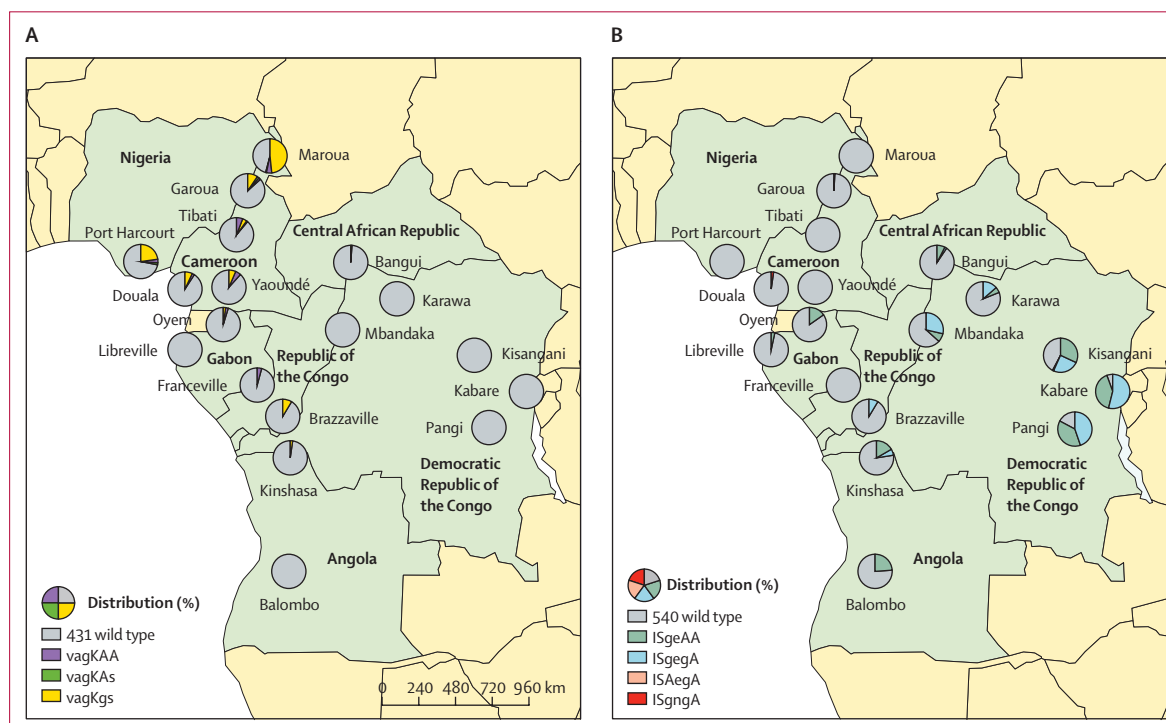 A
Nigeria
Maroua
Garoua
Tibati
Port Harcourt
Central African Republic
Cameroon
Bangui
Douala
Yaoundé
Karawa
Oyem
Mbandaka
Libreville
Gabon
Republic of
the Congo
Kisangani
Franceville
Kabare
Brazzaville
Pangi
Kinshasa
Democratic
Republic of
the Congo
Angola
Balombo
Distribution (%)
431 wild type
vagKAA
vagKAs
vagKgs
0 240 480 720 960 km
B
Nigeria
Maroua
Garoua
Tibati
Port Harcourt
Central African Republic
Cameroon
Bangui
Douala
Yaoundé
Karawa
Oyem
Mbandaka
Libreville
Gabon
Republic of
the Congo
Kisangani
Franceville
Kabare
Brazzaville
Pangi
Kinshasa
Democratic
Republic of
the Congo
Angola
Balombo
Distribution (%)
540 wild type
ISgeAA
ISgegA
ISAegA
ISgngA